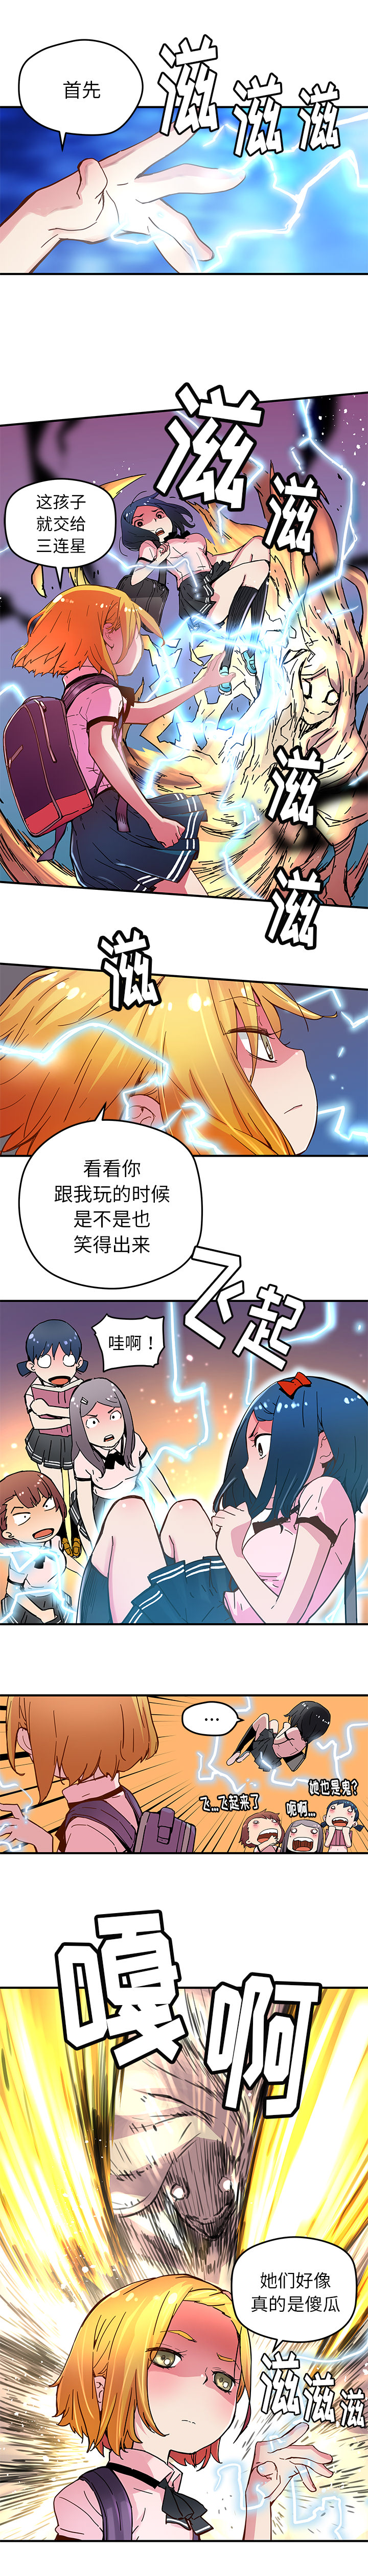 首先
滋
滋
滋
滋
这孩子
就交给
三连星
滋
滋
滋
滋
看看你
跟我玩的时候
是不是也
笑得出来
飞起
哇啊！
...
她也是鬼?
飞...飞起来了
呃啊...
嘎啊
她们好像
真的是傻瓜
滋
滋
滋